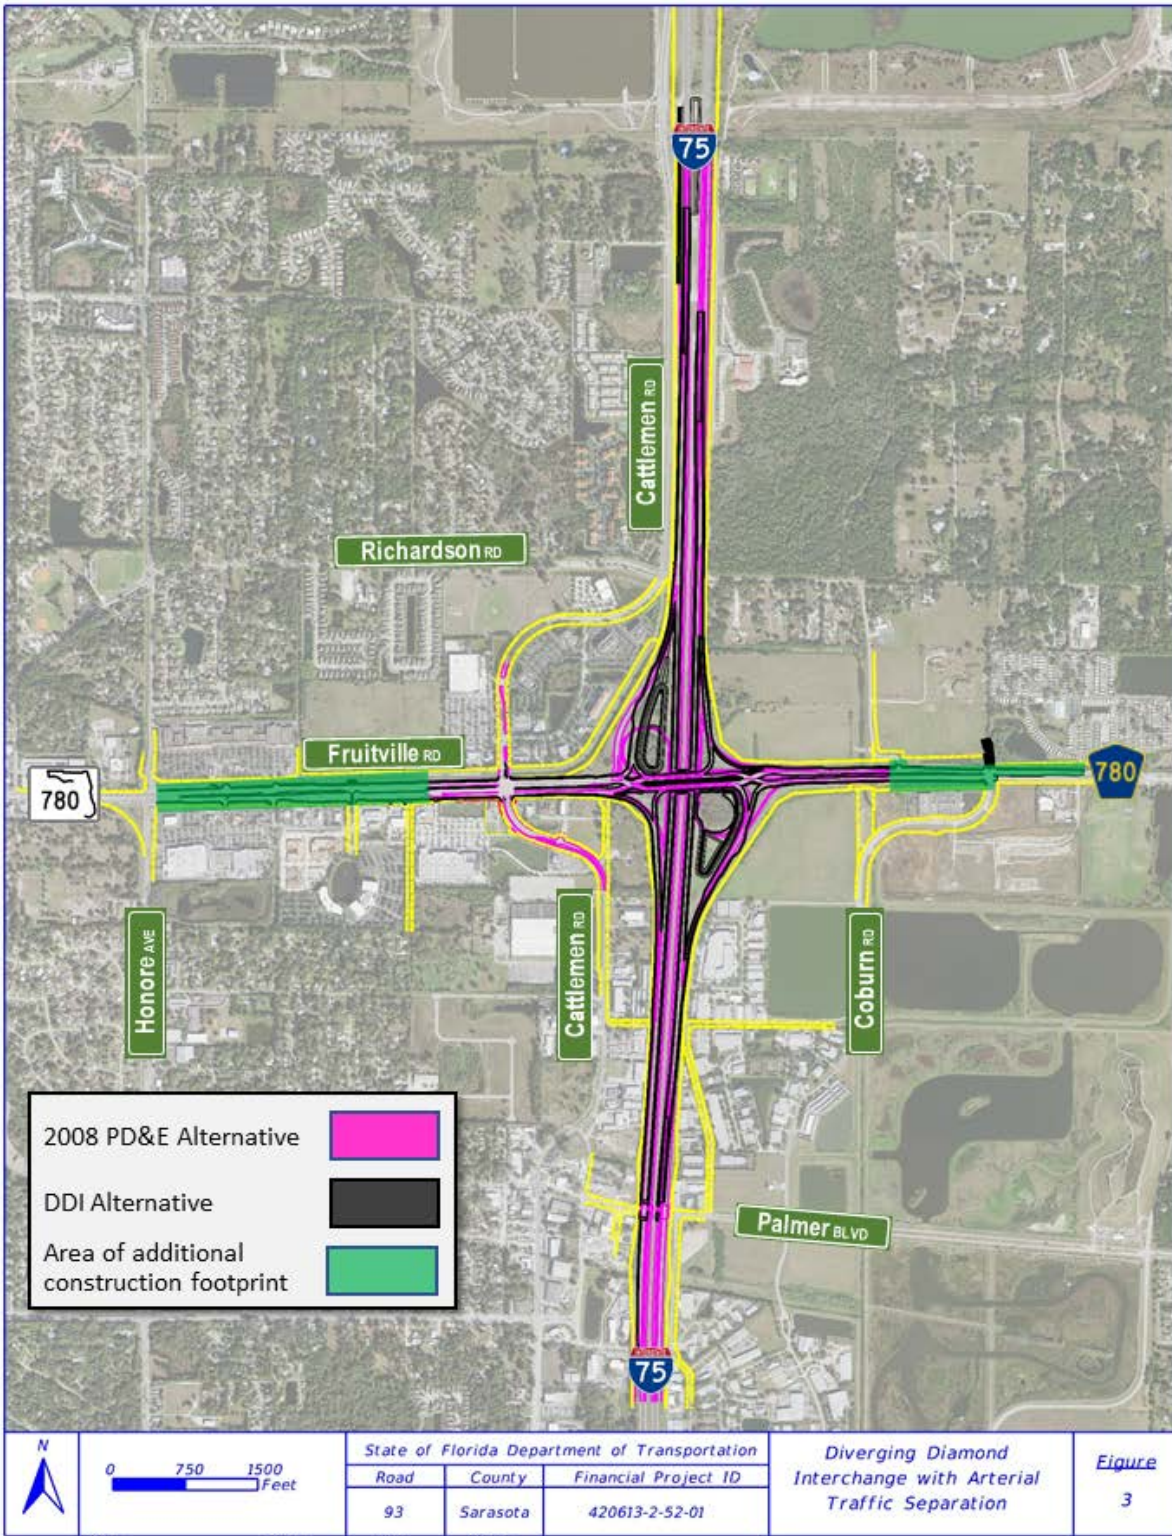 75
Cattlemen RD
Richardson RD
Fruitville RD
780
780
Honore AVE
Cattlemen RD
Coburn RD
2008 PD&E Alternative
DDI Alternative
Area of additional
construction footprint
Palmer BLVD
75
N
0 750 1500
Feet
State of Florida Department of Transportation
Road County Financial Project ID
93 Sarasota 420613-2-52-01
Diverging Diamond
Interchange with Arterial
Traffic Separation
Figure
3